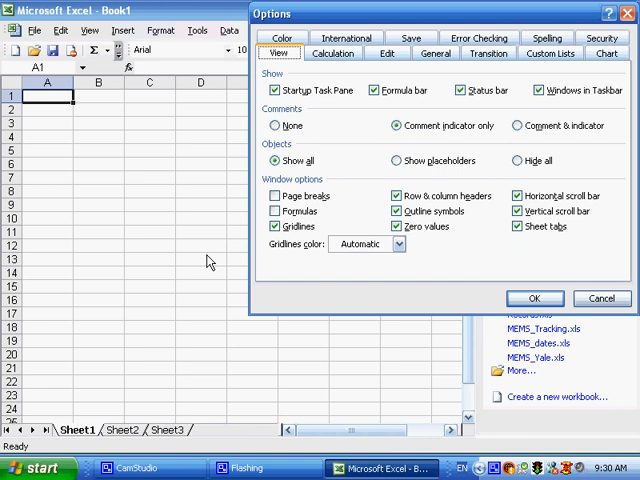 Microsoft Excel - Book1
File Edit View Insert Format Tools Da
Σ Arial 10
A1
A B C D
1
2
3
4
5
6
7
8
9
10
11
12
13
14
15
16
17
18
19
20
21
22
23
24
25
Options
Color International Save Error Checking Spelling Security
View Calculation Edit General Transition Custom Lists Chart
Show
Startup Task Pane Formula bar Status bar Windows in Taskbar
Comments
None Comment indicator only Comment & indicator
Objects
Show all Show placeholders Hide all
Window options
Page breaks Row & column headers Horizontal scroll bar
Formulas Outline symbols Vertical scroll bar
Gridlines Zero values Sheet tabs
Gridlines color: Automatic
OK Cancel
Records.xls
MEMS_Tracking.xls
MEMS_dates.xls
MEMS_Yale.xls
More...
Create a new workbook...
Sheet1 Sheet2 Sheet3
Ready
start CamStudio Flashing Microsoft Excel - B... EN 9:30 AM